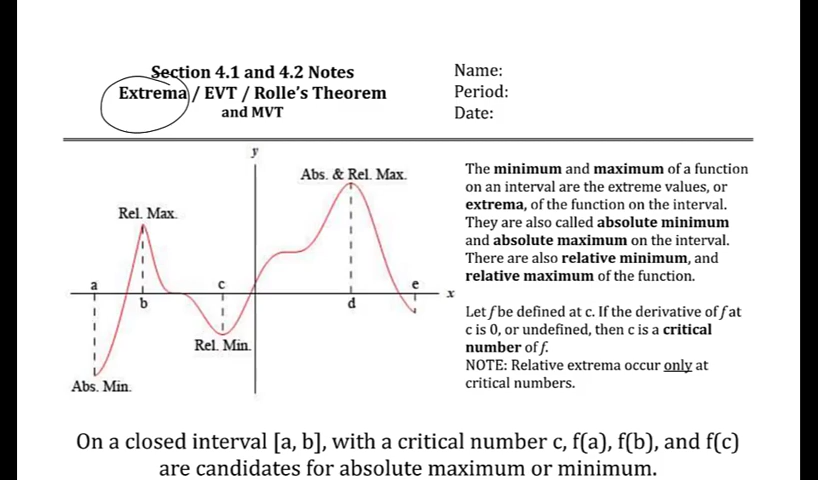 Section 4.1 and 4.2 Notes
Extrema / EVT / Rolle's Theorem
and MVT
Name:
Period:
Date:
y
Abs. & Rel. Max.
Rel. Max.
a
c
e
x
b
d
Rel. Min.
Abs. Min.
The minimum and maximum of a function
on an interval are the extreme values, or
extrema, of the function on the interval.
They are also called absolute minimum
and absolute maximum on the interval.
There are also relative minimum, and
relative maximum of the function.
Let f be defined at c. If the derivative of f at
c is 0, or undefined, then c is a critical
number of f.
NOTE: Relative extrema occur only at
critical numbers.
On a closed interval [a, b], with a critical number c, f(a), f(b), and f(c)
are candidates for absolute maximum or minimum.